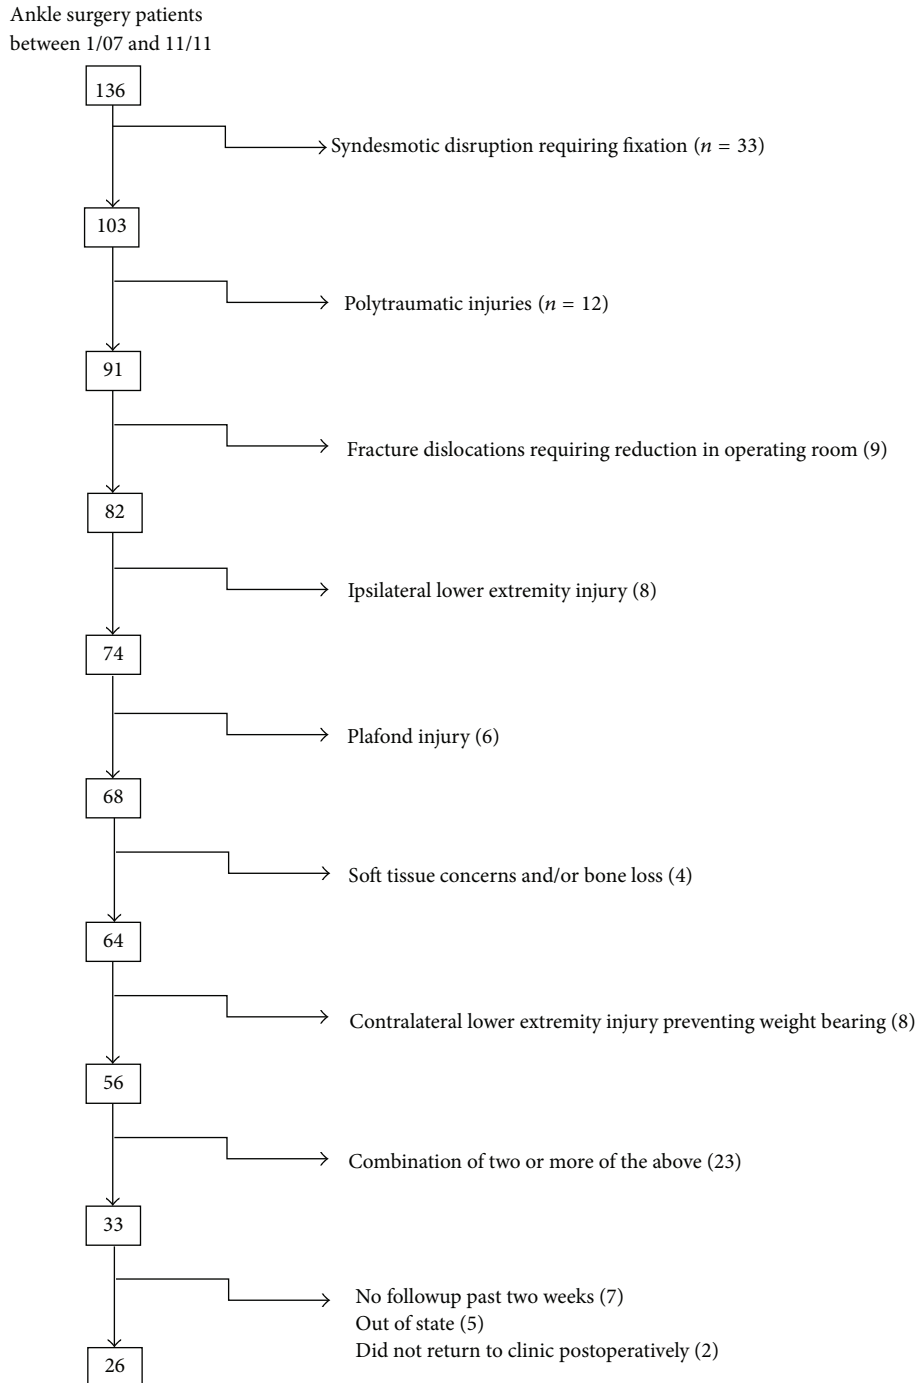 Ankle surgery patients
between 1/07 and 11/11
136
Syndesmotic disruption requiring fixation (n = 33)
103
Polytraumatic injuries (n = 12)
91
Fracture dislocations requiring reduction in operating room (9)
82
Ipsilateral lower extremity injury (8)
74
Plafond injury (6)
68
Soft tissue concerns and/or bone loss (4)
64
Contralateral lower extremity injury preventing weight bearing (8)
56
Combination of two or more of the above (23)
33
No followup past two weeks (7)
Out of state (5)
Did not return to clinic postoperatively (2)
26